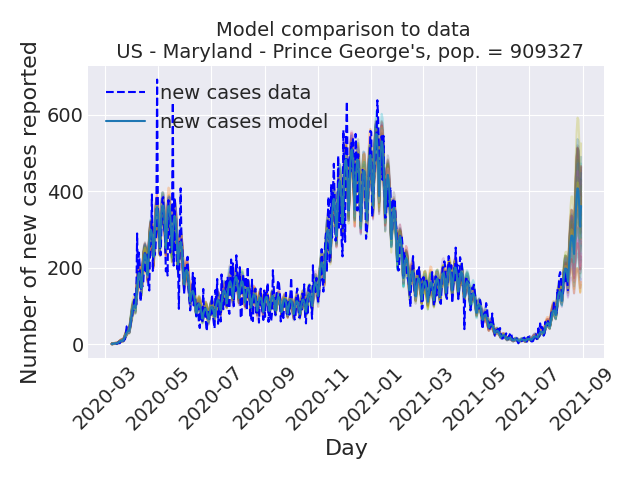 Model comparison to data
US - Maryland - Prince George's, pop. = 909327
Number of new cases reported
600
400
200
0
new cases data
new cases model
2020-03
2020-05
2020-07
2020-09
2020-11
2021-01
2021-03
2021-05
2021-07
2021-09
Day